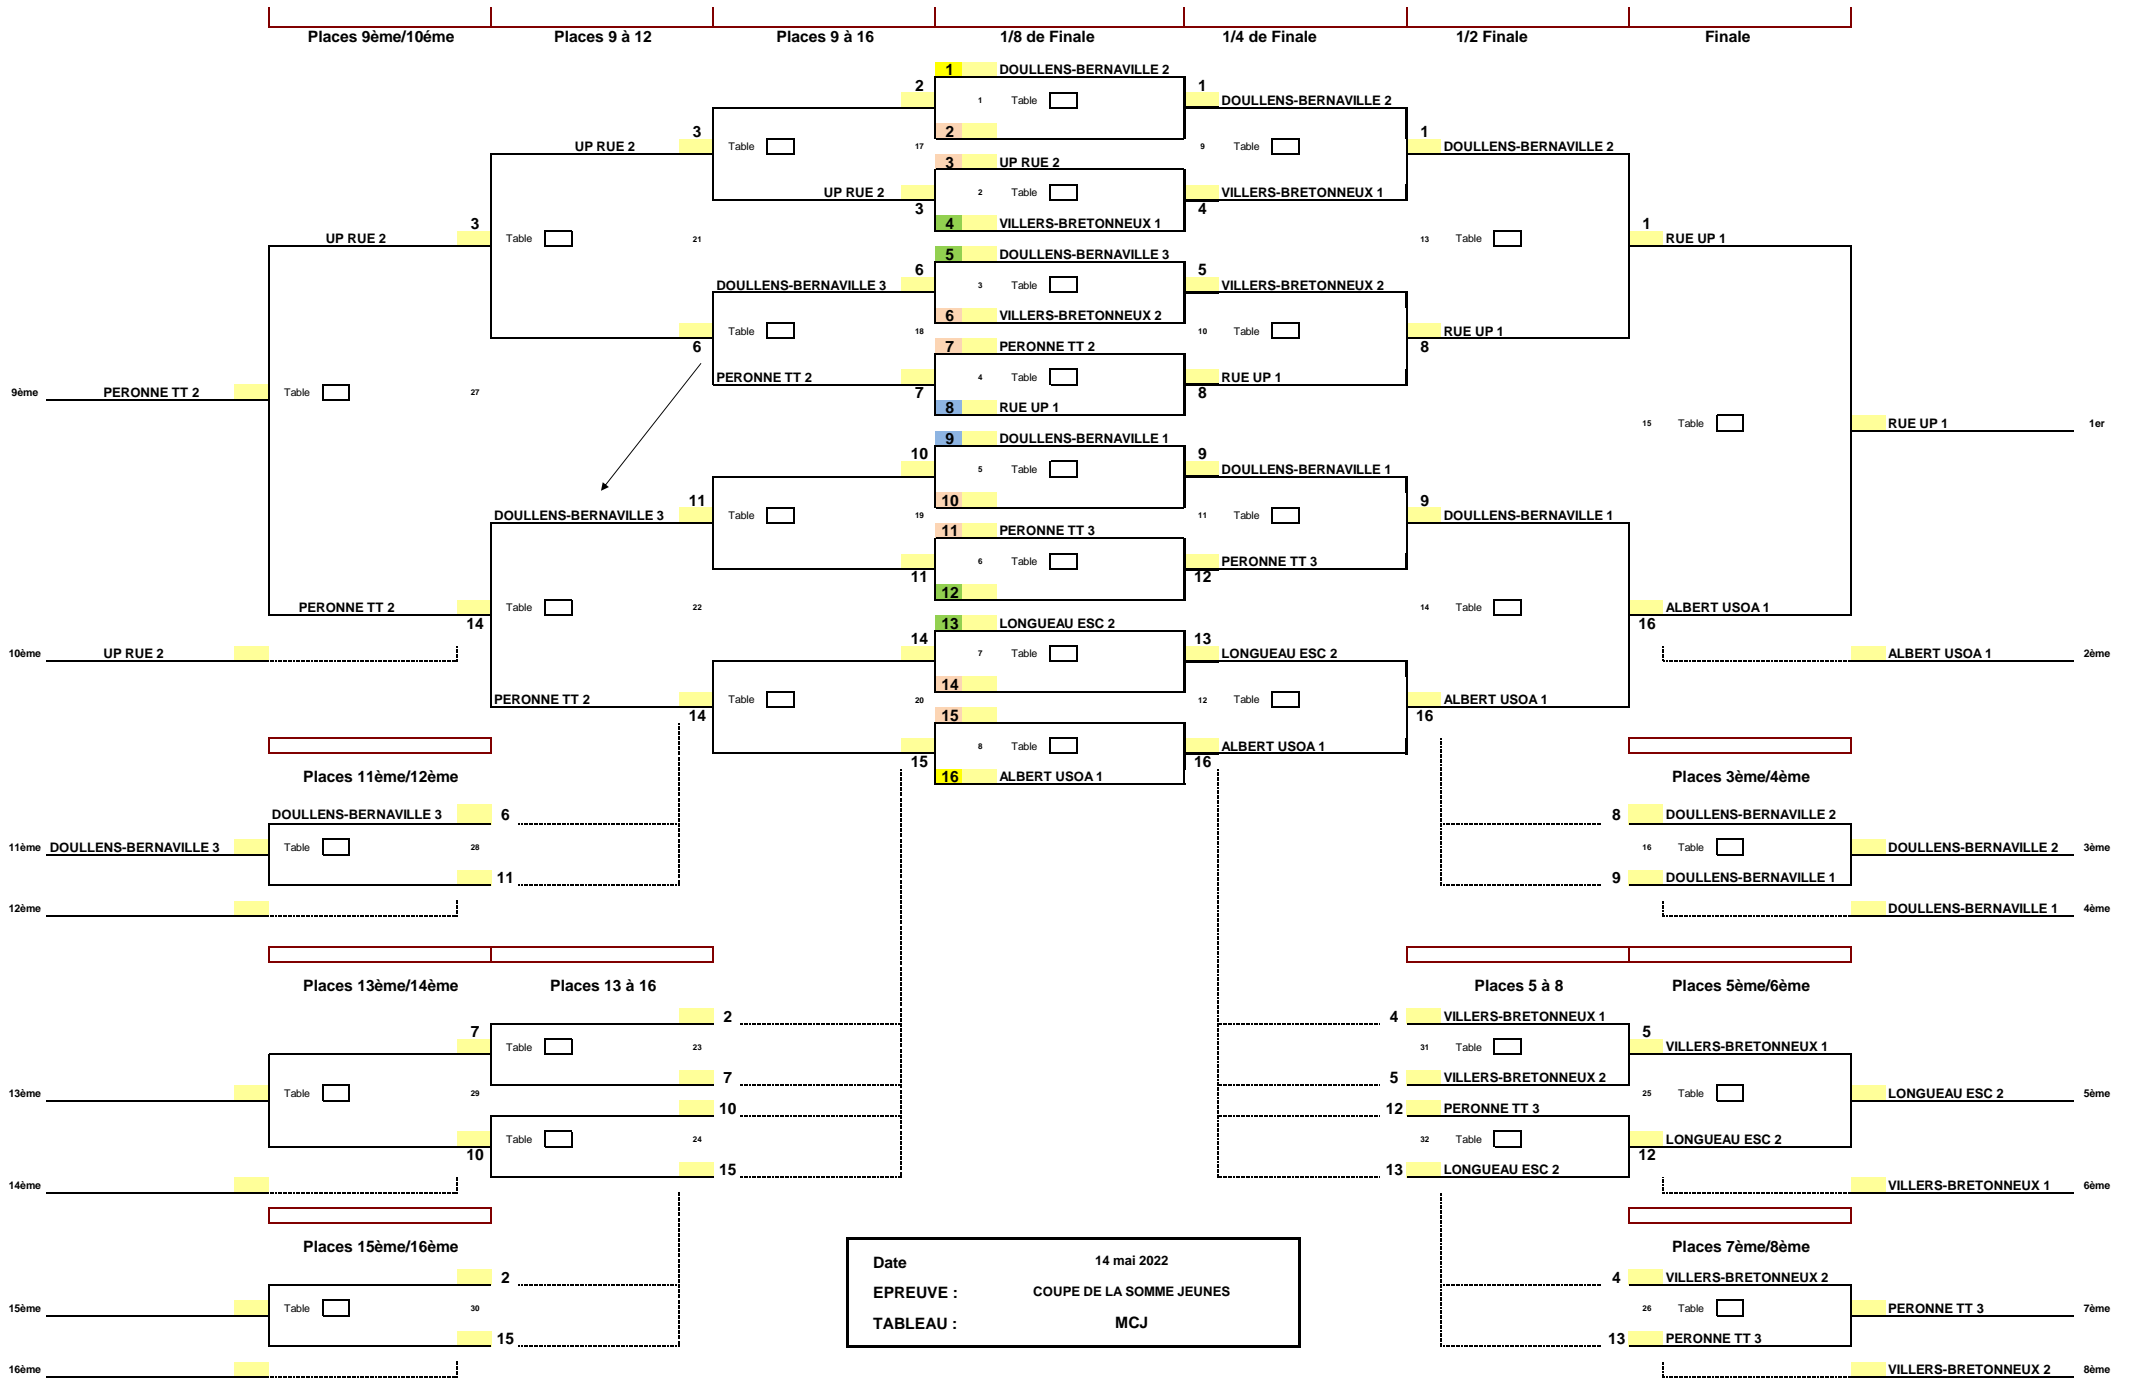 Places 9ème/10éme Places 9 à 12 Places 9 à 16 1/8 de Finale 1/4 de Finale 1/2 Finale Finale
1 DOULLENS-BERNAVILLE 2
2 1
1 Table DOULLENS-BERNAVILLE 2
3 2 1
UP RUE 2 Table 17 9 Table DOULLENS-BERNAVILLE 2
3 UP RUE 2
UP RUE 2 2 Table VILLERS-BRETONNEUX 1
3 4
3 4 VILLERS-BRETONNEUX 1 1
UP RUE 2 Table 21 13 Table RUE UP 1
5 DOULLENS-BERNAVILLE 3
6 5
DOULLENS-BERNAVILLE 3 3 Table VILLERS-BRETONNEUX 2
6 VILLERS-BRETONNEUX 2
Table 18 10 Table RUE UP 1
6 7 PERONNE TT 2 8
PERONNE TT 2 4 Table RUE UP 1
9ème PERONNE TT 2 Table 27 7 8
8 RUE UP 1
15 Table RUE UP 1 1er
9 DOULLENS-BERNAVILLE 1
10 9
5 Table DOULLENS-BERNAVILLE 1
11 10 9
DOULLENS-BERNAVILLE 3 Table 19 11 Table DOULLENS-BERNAVILLE 1
11 PERONNE TT 3
6 Table PERONNE TT 3
11 12
12
PERONNE TT 2 Table 22 14 Table ALBERT USOA 1
14 13 LONGUEAU ESC 2 16
14 13
10ème UP RUE 2 7 Table LONGUEAU ESC 2 ALBERT USOA 1 2ème
14
PERONNE TT 2 Table 20 12 Table ALBERT USOA 1
14 15 16
8 Table ALBERT USOA 1
15 16
Places 11ème/12ème 16 ALBERT USOA 1 Places 3ème/4ème
DOULLENS-BERNAVILLE 3 6 8 DOULLENS-BERNAVILLE 2
11ème DOULLENS-BERNAVILLE 3 Table 28 16 Table DOULLENS-BERNAVILLE 2 3ème
11 9 DOULLENS-BERNAVILLE 1
12ème DOULLENS-BERNAVILLE 1 4ème
Places 13ème/14ème Places 13 à 16 Places 5 à 8 Places 5ème/6ème
2 4 VILLERS-BRETONNEUX 1
7 5
Table 23 31 Table VILLERS-BRETONNEUX 1
7 5 VILLERS-BRETONNEUX 2
13ème Table 29 25 Table LONGUEAU ESC 2 5ème
10 12 PERONNE TT 3
Table 24 32 Table LONGUEAU ESC 2
10 12
15 13 LONGUEAU ESC 2
14ème VILLERS-BRETONNEUX 1 6ème
Places 15ème/16ème Places 7ème/8ème
Date 14 mai 2022
2 4 VILLERS-BRETONNEUX 2
EPREUVE : COUPE DE LA SOMME JEUNES
15ème Table 30 26 Table PERONNE TT 3 7ème
TABLEAU : MCJ
15 13 PERONNE TT 3
16ème VILLERS-BRETONNEUX 2 8ème